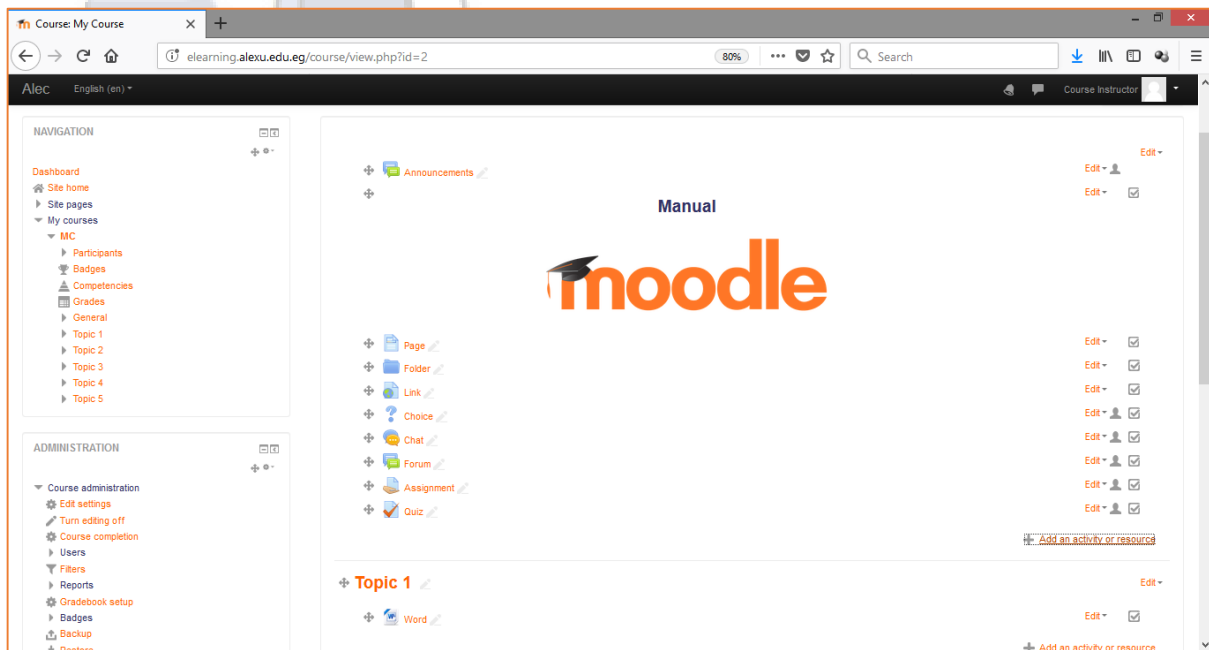 Course: My Course
elearning.alexu.edu.eg/course/view.php?id=2
80%
Search
Alec English (en)
Course Instructor
NAVIGATION
Dashboard
Site home
Site pages
My courses
MC
Participants
Badges
Competencies
Grades
General
Topic 1
Topic 2
Topic 3
Topic 4
Topic 5
ADMINISTRATION
Course administration
Edit settings
Turn editing off
Course completion
Users
Filters
Reports
Gradebook setup
Badges
Backup
Restore
Edit
Announcements Edit
Edit
Manual
moodle
Page Edit
Folder Edit
Link Edit
Choice Edit
Chat Edit
Forum Edit
Assignment Edit
Quiz Edit
Add an activity or resource
Topic 1 Edit
Word Edit
Add an activity or resource